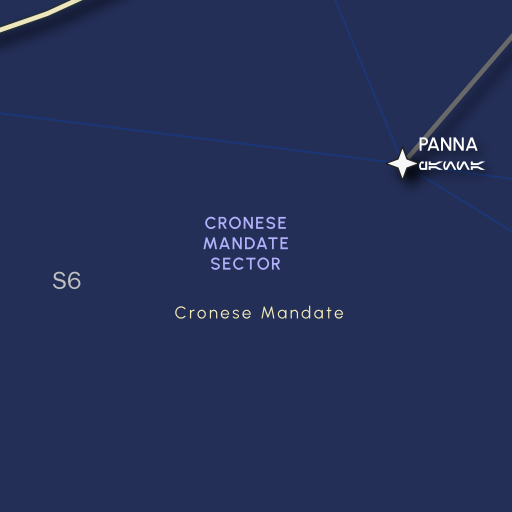 PANNA
CRONESE
MANDATE
SECTOR
S6
Cronese Mandate